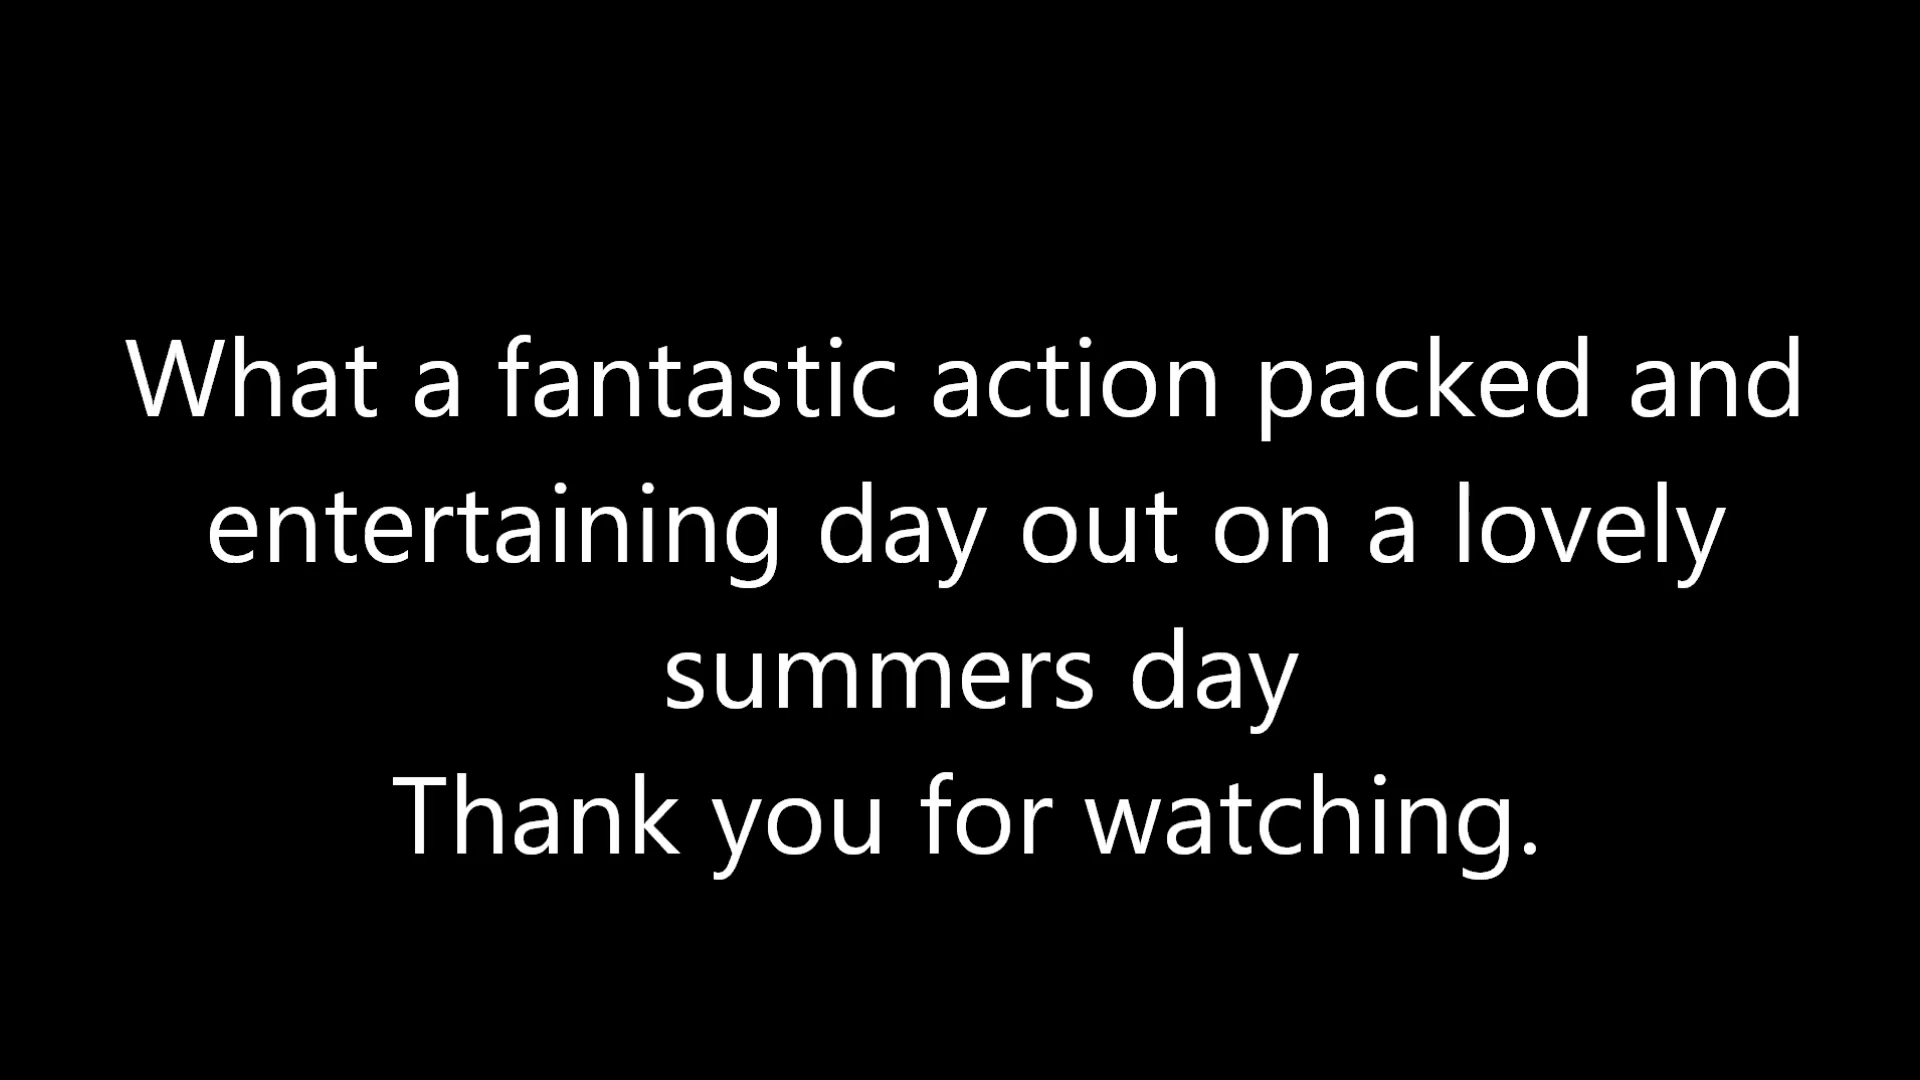 What a fantastic action packed and
entertaining day out on a lovely
summers day
Thank you for watching.